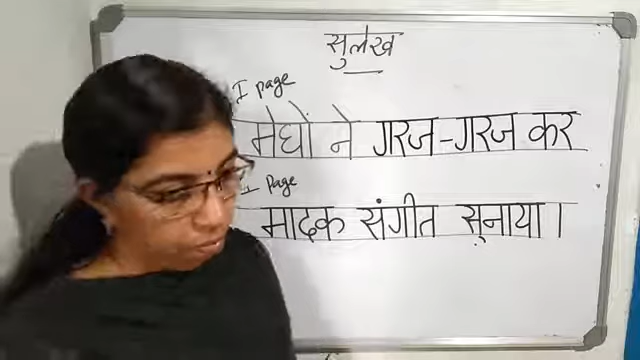 सुलेख
I page
मेघों ने गरज-गरज कर
I page
मादक संगीत सुनाया।